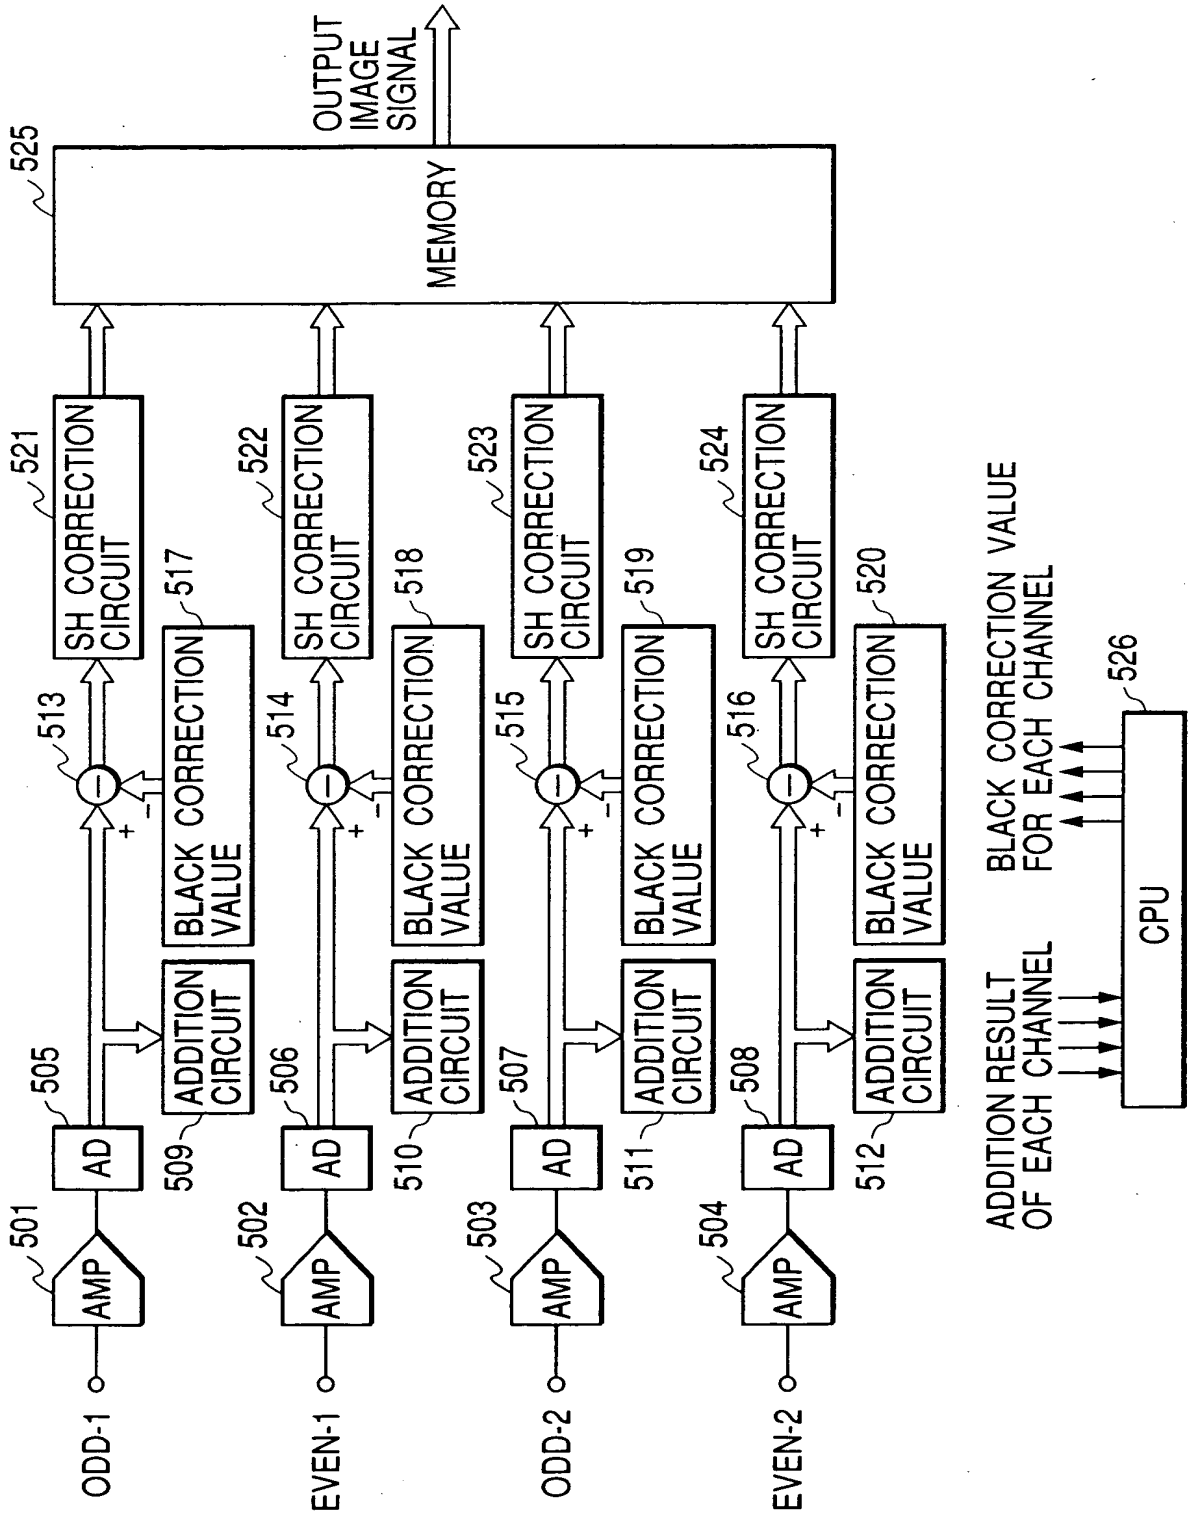 ODD-1
501
AMP
505
AD
509
ADDITION
CIRCUIT
513
+
−
−
517
BLACK CORRECTION
VALUE
521
SH CORRECTION
CIRCUIT
EVEN-1
502
AMP
506
AD
510
ADDITION
CIRCUIT
514
+
−
−
518
BLACK CORRECTION
VALUE
522
SH CORRECTION
CIRCUIT
ODD-2
503
AMP
507
AD
511
ADDITION
CIRCUIT
515
+
−
−
519
BLACK CORRECTION
VALUE
523
SH CORRECTION
CIRCUIT
EVEN-2
504
AMP
508
AD
512
ADDITION
CIRCUIT
516
+
−
−
520
BLACK CORRECTION
VALUE
524
SH CORRECTION
CIRCUIT
525
MEMORY
OUTPUT
IMAGE
SIGNAL
ADDITION RESULT
OF EACH CHANNEL
BLACK CORRECTION VALUE
FOR EACH CHANNEL
526
CPU